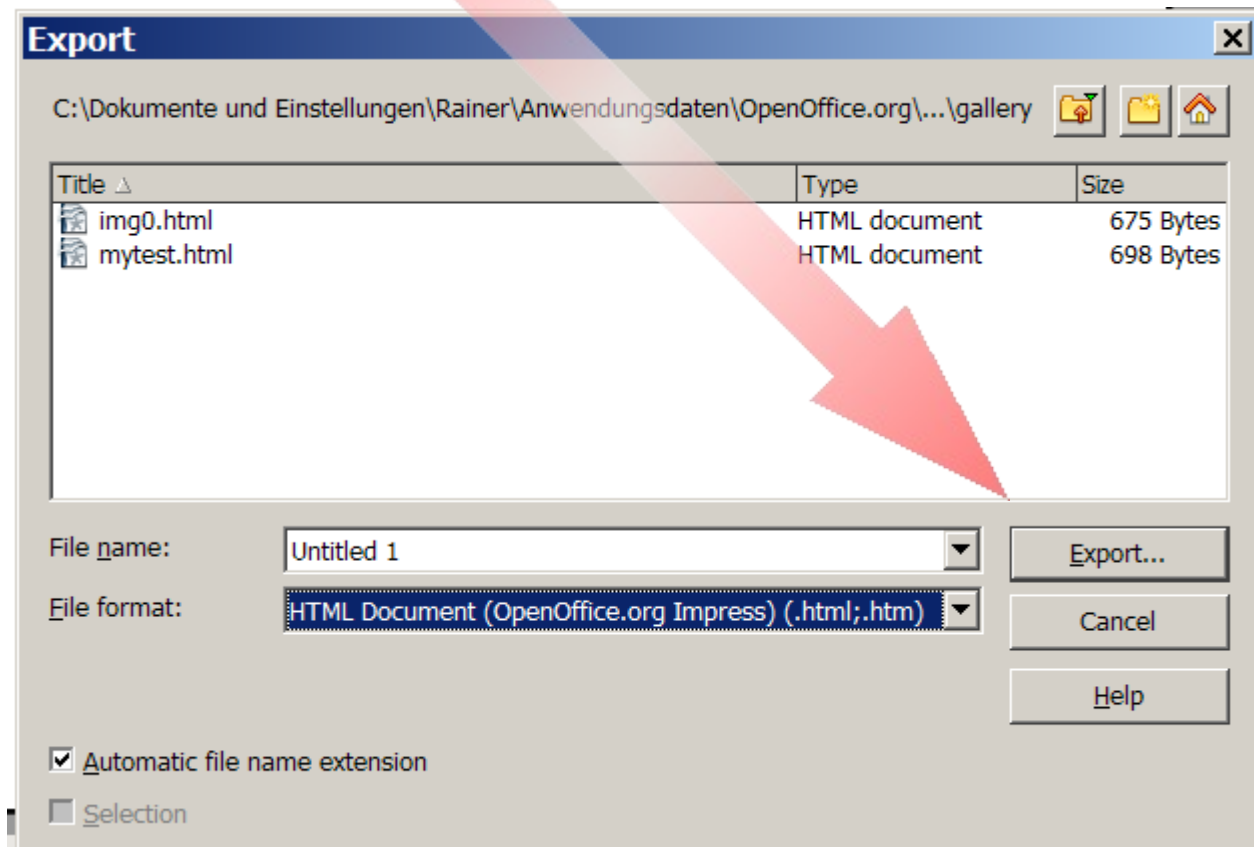 Export
C:\Dokumente und Einstellungen\Rainer\Anwendungsdaten\OpenOffice.org\...\gallery
Title Type Size
img0.html HTML document 675 Bytes
mytest.html HTML document 698 Bytes
File name: Untitled 1 Export...
File format: HTML Document (OpenOffice.org Impress) (.html;.htm)
Cancel
Help
Automatic file name extension
Selection